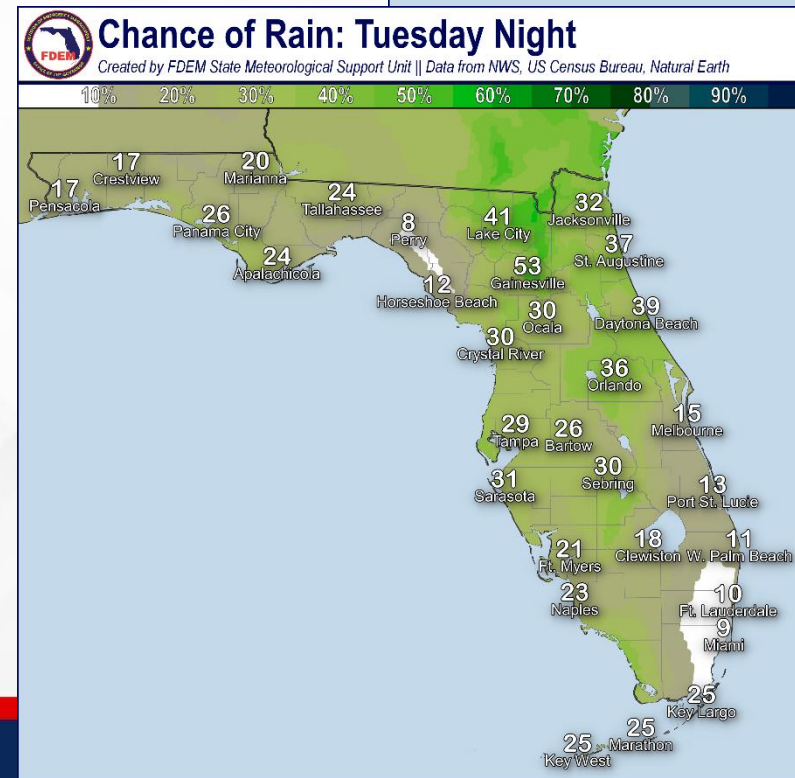 Chance of Rain: Tuesday Night
FDEM
Created by FDEM State Meteorological Support Unit || Data from NWS, US Census Bureau, Natural Earth
10% 20% 30% 40% 50% 60% 70% 80% 90%
17
Pensacola
17
Crestview
20
Marianna
26
Panama City
24
Tallahassee
24
Apalachicola
8
Perry
12
Horseshoe Beach
41
Lake City
32
Jacksonville
37
St. Augustine
53
Gainesville
30
Ocala
39
Daytona Beach
30
Crystal River
36
Orlando
15
Melbourne
29
Tampa
26
Bartow
31
Sarasota
30
Sebring
13
Port St. Lucie
21
Ft. Myers
18
Clewiston
11
W. Palm Beach
23
Naples
10
Ft. Lauderdale
9
Miami
25
Key Largo
25
Marathon
25
Key West